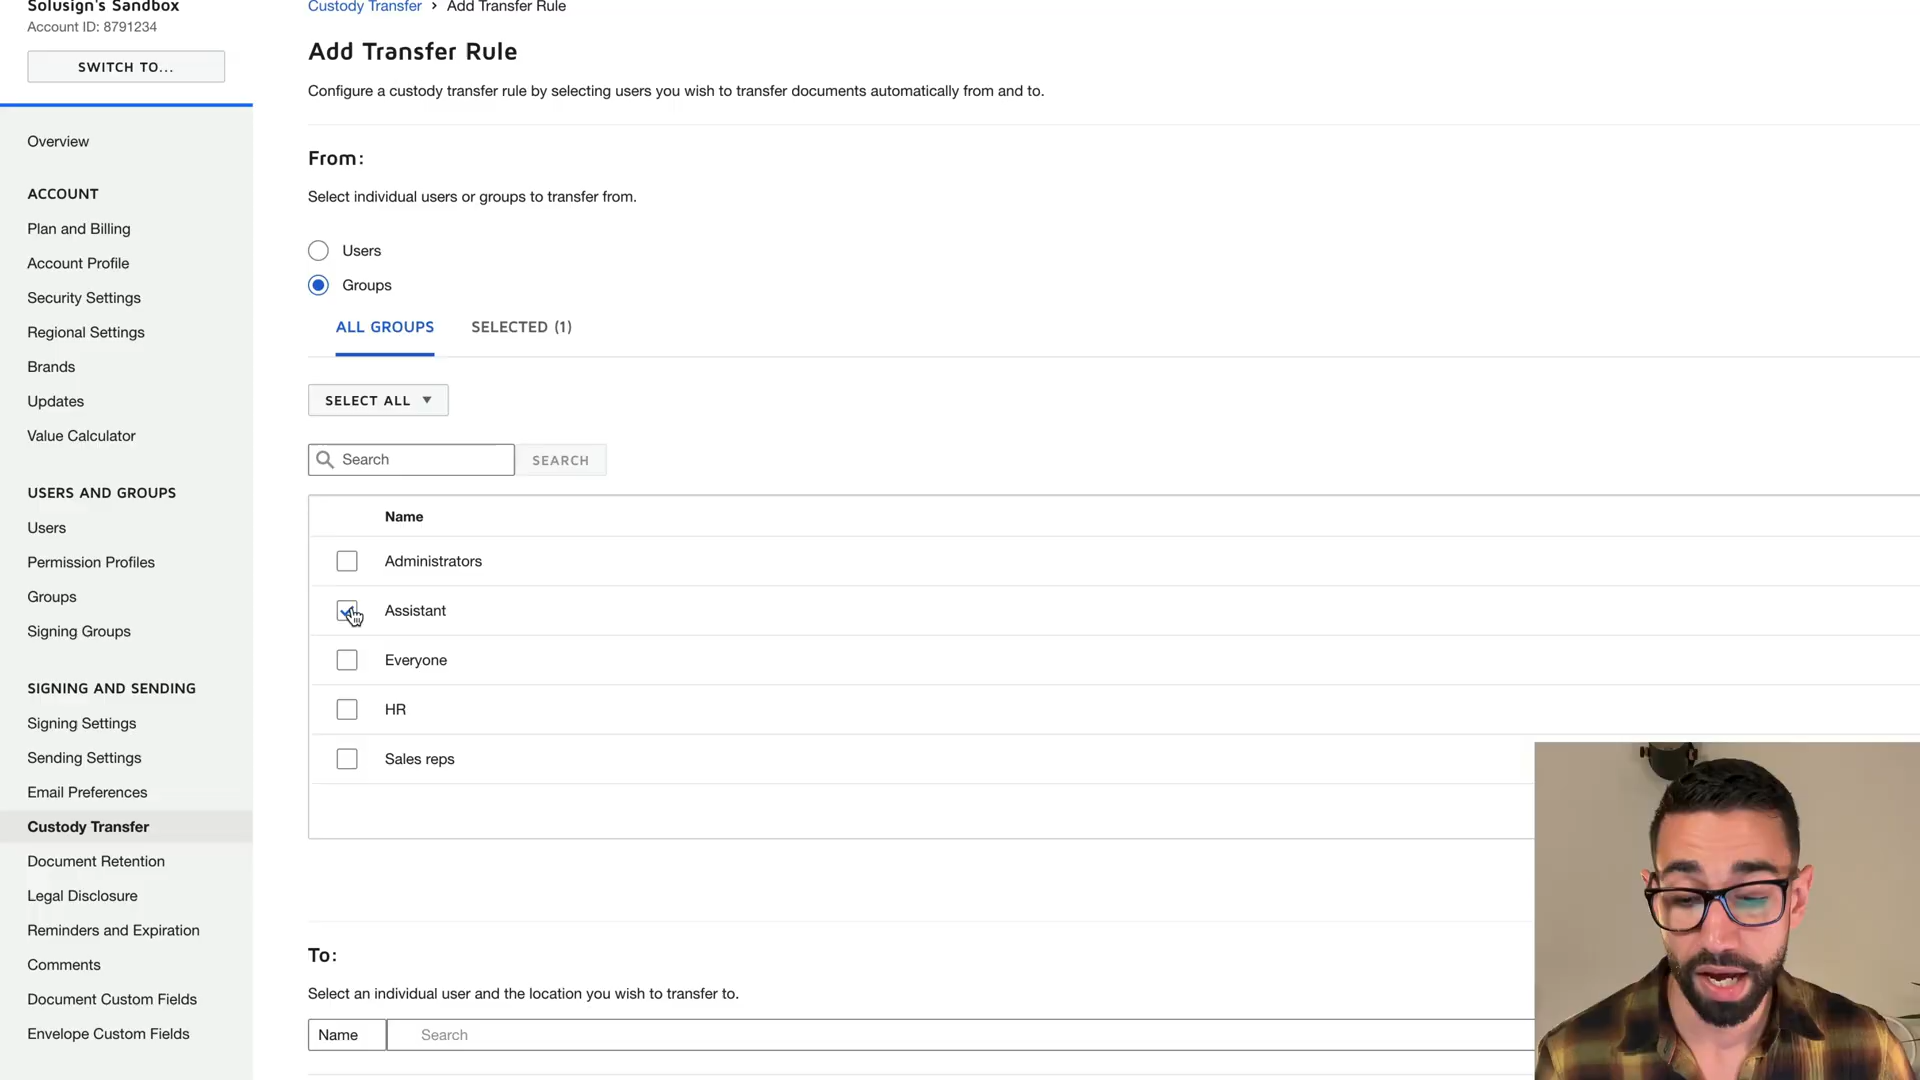 Solusign's Sandbox
Account ID: 8791234
SWITCH TO...
Overview
ACCOUNT
Plan and Billing
Account Profile
Security Settings
Regional Settings
Brands
Updates
Value Calculator
USERS AND GROUPS
Users
Permission Profiles
Groups
Signing Groups
SIGNING AND SENDING
Signing Settings
Sending Settings
Email Preferences
Custody Transfer
Document Retention
Legal Disclosure
Reminders and Expiration
Comments
Document Custom Fields
Envelope Custom Fields
Custody Transfer › Add Transfer Rule
Add Transfer Rule
Configure a custody transfer rule by selecting users you wish to transfer documents automatically from and to.
From:
Select individual users or groups to transfer from.
Users
Groups
ALL GROUPS SELECTED (1)
SELECT ALL
Search SEARCH
Name
Administrators
Assistant
Everyone
HR
Sales reps
To:
Select an individual user and the location you wish to transfer to.
Name Search